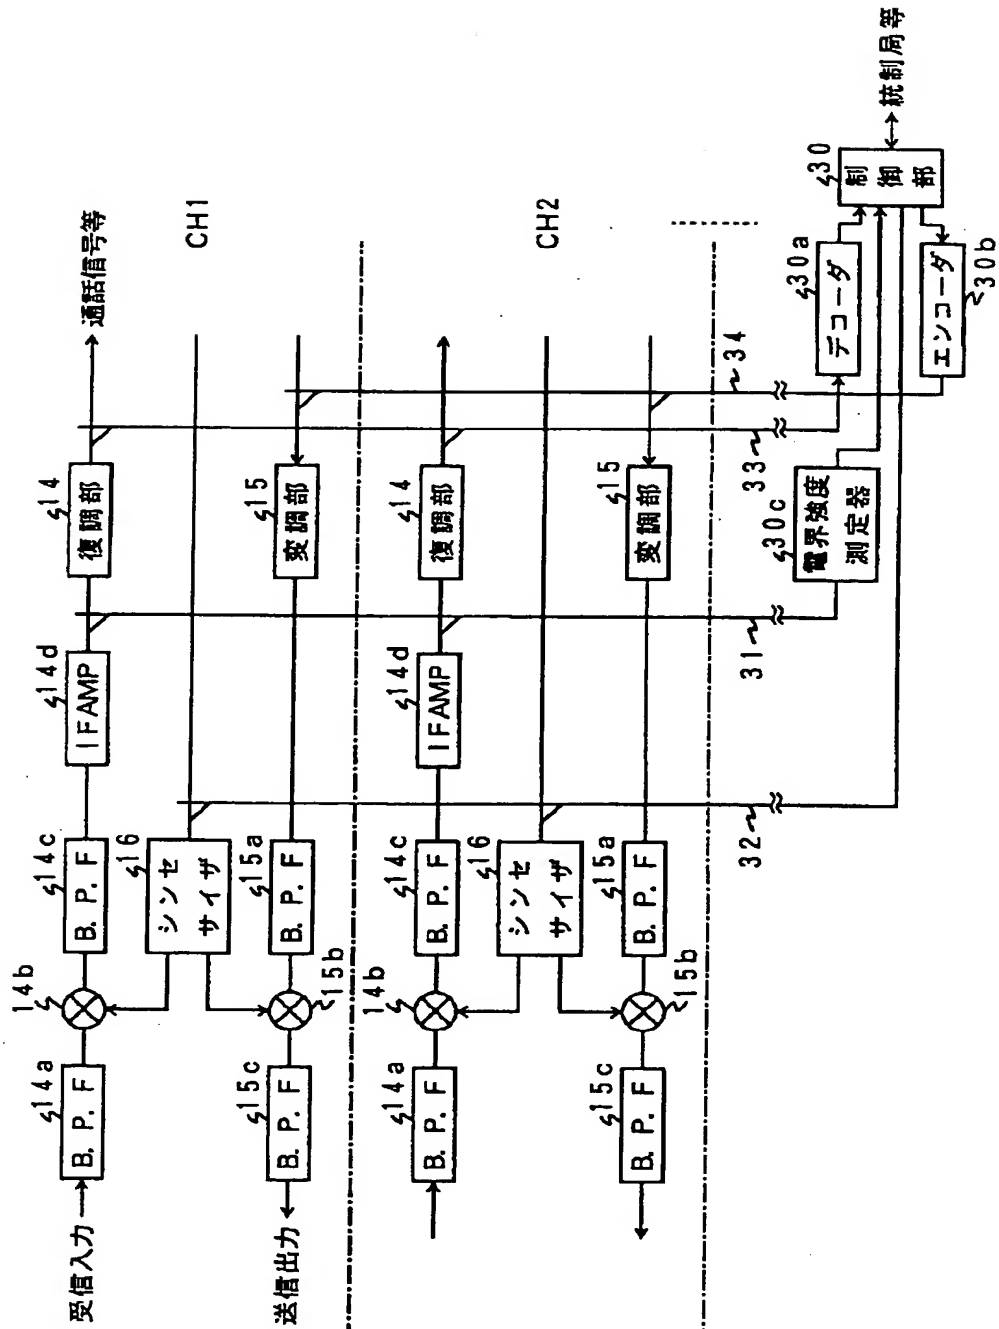 受信入力
B. P. F
14a
14b
B. P. F
14c
IFAMP
14d
復調部
14
通話信号等
シンセ
サイザ
16
CH1
送信出力
B. P. F
15c
15b
B. P. F
15a
変調部
15
B. P. F
14a
14b
B. P. F
14c
IFAMP
14d
復調部
14
シンセ
サイザ
16
CH2
B. P. F
15c
15b
B. P. F
15a
変調部
15
32
31
33
34
電界強度
測定器
30c
デコーダ
30a
エンコーダ
30b
制御部
30
統制局等